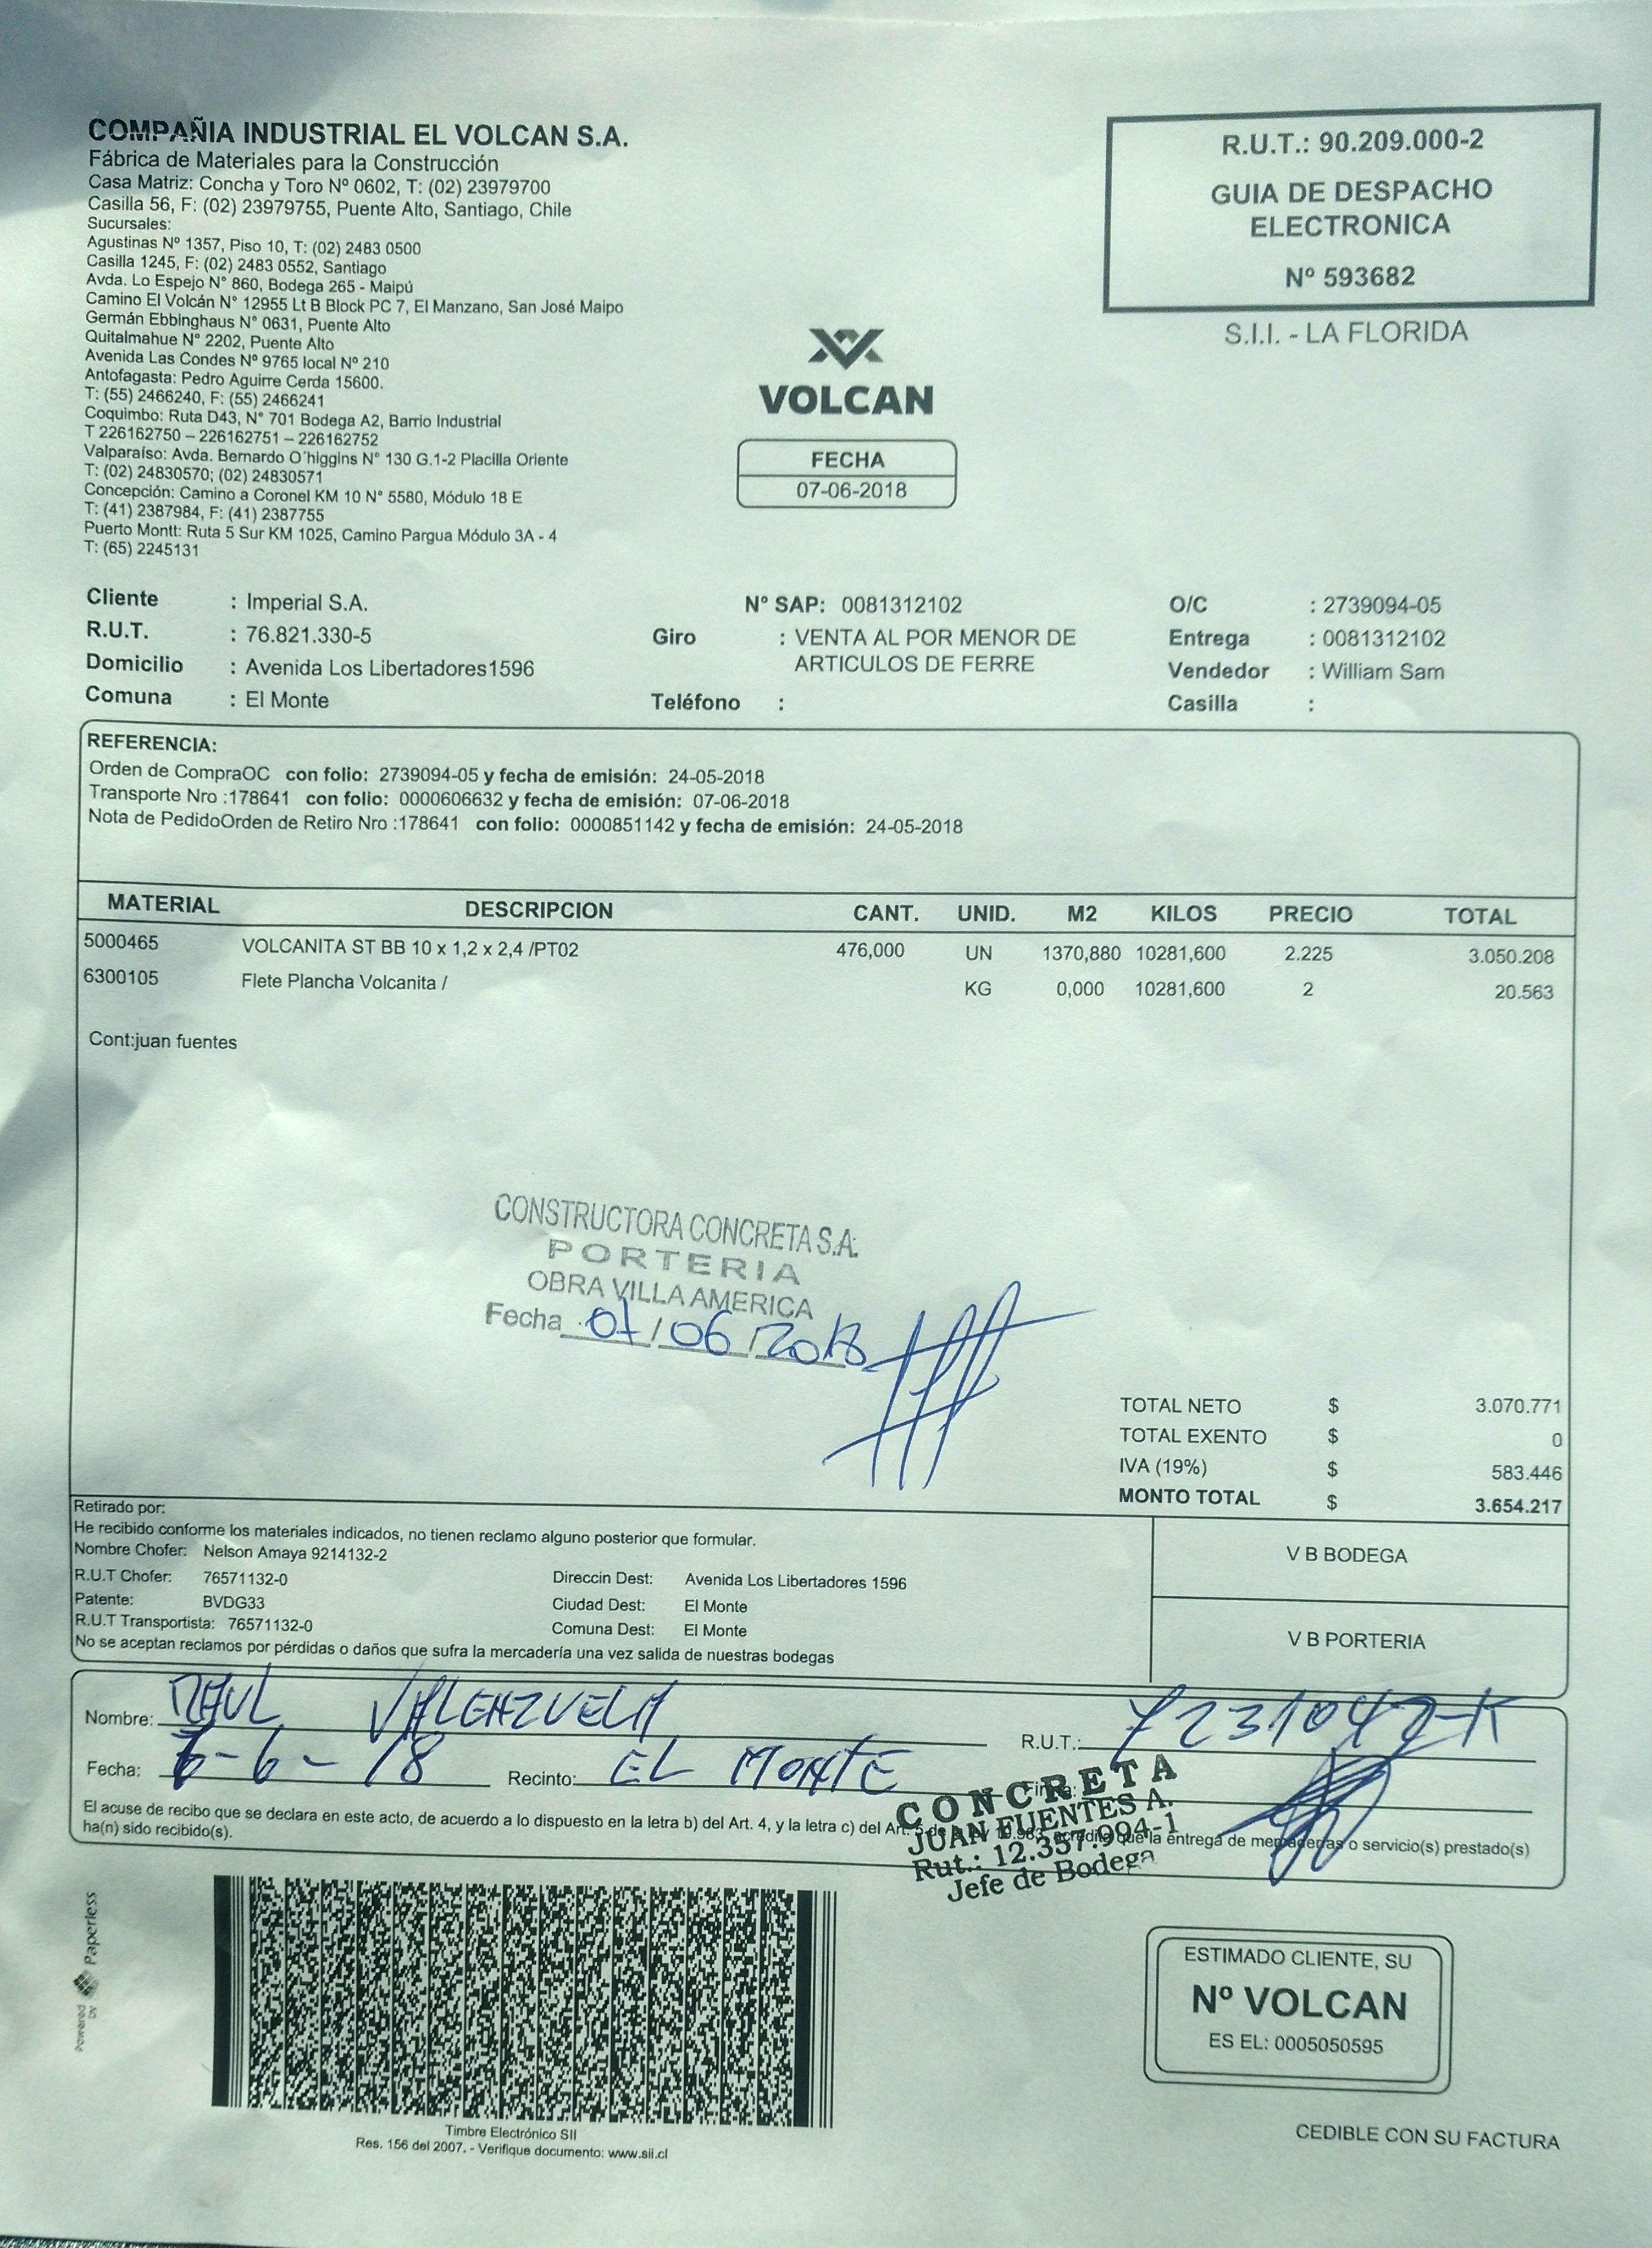 COMPAÑIA INDUSTRIAL EL VOLCAN S.A.
Fábrica de Materiales para la Construcción
Casa Matriz: Concha y Toro Nº 0602, T: (02) 23979700
Casilla 56, F: (02) 23979755, Puente Alto, Santiago, Chile
Sucursales:
Agustinas Nº 1357, Piso 10, T: (02) 2483 0500
Casilla 1245, F: (02) 2483 0552, Santiago
Avda. Lo Espejo N° 860, Bodega 265 - Maipú
Camino El Volcán N° 12955 Lt B Block PC 7, El Manzano, San José Maipo
Germán Ebbinghaus N° 0631, Puente Alto
Quitalmahue N° 2202, Puente Alto
Avenida Las Condes Nº 9765 local Nº 210
Antofagasta: Pedro Aguirre Cerda 15600.
T: (55) 2466240, F: (55) 2466241
Coquimbo: Ruta D43, N° 701 Bodega A2, Barrio Industrial
T 226162750 – 226162751 – 226162752
Valparaíso: Avda. Bernardo O´higgins N° 130 G.1-2 Placilla Oriente
T: (02) 24830570; (02) 24830571
Concepción: Camino a Coronel KM 10 N° 5580, Módulo 18 E
T: (41) 2387984, F: (41) 2387755
Puerto Montt: Ruta 5 Sur KM 1025, Camino Pargua Módulo 3A - 4
T: (65) 2245131
R.U.T.: 90.209.000-2
GUIA DE DESPACHO
ELECTRONICA
Nº 593682
S.I.I. - LA FLORIDA
VOLCAN
FECHA
07-06-2018
Cliente : Imperial S.A. N° SAP: 0081312102 O/C : 2739094-05
R.U.T. : 76.821.330-5 Giro : VENTA AL POR MENOR DE Entrega : 0081312102
Domicilio : Avenida Los Libertadores1596 ARTICULOS DE FERRE Vendedor : William Sam
Comuna : El Monte Teléfono : Casilla :
REFERENCIA:
Orden de CompraOC con folio: 2739094-05 y fecha de emisión: 24-05-2018
Transporte Nro :178641 con folio: 0000606632 y fecha de emisión: 07-06-2018
Nota de PedidoOrden de Retiro Nro :178641 con folio: 0000851142 y fecha de emisión: 24-05-2018
MATERIAL DESCRIPCION CANT. UNID. M2 KILOS PRECIO TOTAL
5000465 VOLCANITA ST BB 10 x 1,2 x 2,4 /PT02 476,000 UN 1370,880 10281,600 2.225 3.050.208
6300105 Flete Plancha Volcanita / KG 0,000 10281,600 2 20.563
Cont:juan fuentes
CONSTRUCTORA CONCRETA S.A.
PORTERIA
OBRA VILLA AMERICA
Fecha 07/06/2018
TOTAL NETO $ 3.070.771
TOTAL EXENTO $ 0
IVA (19%) $ 583.446
MONTO TOTAL $ 3.654.217
Retirado por:
He recibido conforme los materiales indicados, no tienen reclamo alguno posterior que formular.
Nombre Chofer: Nelson Amaya 9214132-2
R.U.T Chofer: 76571132-0 Direccin Dest: Avenida Los Libertadores 1596
Patente: BVDG33 Ciudad Dest: El Monte
R.U.T Transportista: 76571132-0 Comuna Dest: El Monte
No se aceptan reclamos por pérdidas o daños que sufra la mercadería una vez salida de nuestras bodegas
V B BODEGA
V B PORTERIA
Nombre: RAUL VALENZUELA R.U.T.: 7231042-K
Fecha: 7-6-18 Recinto: EL MONTE
CONCRETA
JUAN FUENTES A.
Rut.: 12.357.994-1
Jefe de Bodega
El acuse de recibo que se declara en este acto, de acuerdo a lo dispuesto en la letra b) del Art. 4, y la letra c) del Art. 5 de 19.983, acredita que la entrega de mercaderias o servicio(s) prestado(s)
ha(n) sido recibido(s).
powered by Paperless
Timbre Electrónico SII
Res. 156 del 2007. - Verifique documento: www.sii.cl
ESTIMADO CLIENTE, SU
Nº VOLCAN
ES EL: 0005050595
CEDIBLE CON SU FACTURA